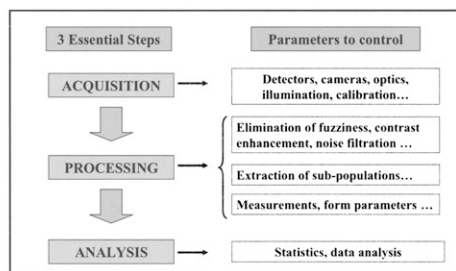 3 Essential Steps
Parameters to control
ACQUISITION
Detectors, cameras, optics,
illumination, calibration…
PROCESSING
Elimination of fuzziness, contrast
enhancement, noise filtration …
Extraction of sub-populations…
Measurements, form parameters …
ANALYSIS
Statistics, data analysis